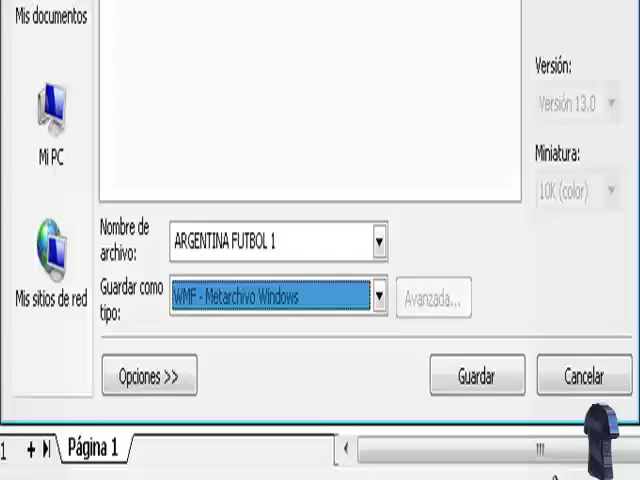 Mis documentos
Versión:
Versión 13.0
Mi PC
Miniatura:
10K (color)
Nombre de
archivo:
ARGENTINA FUTBOL 1
Mis sitios de red
Guardar como
tipo:
WMF - Metarchivo Windows
Avanzada...
Opciones >>
Guardar
Cancelar
1
Página 1